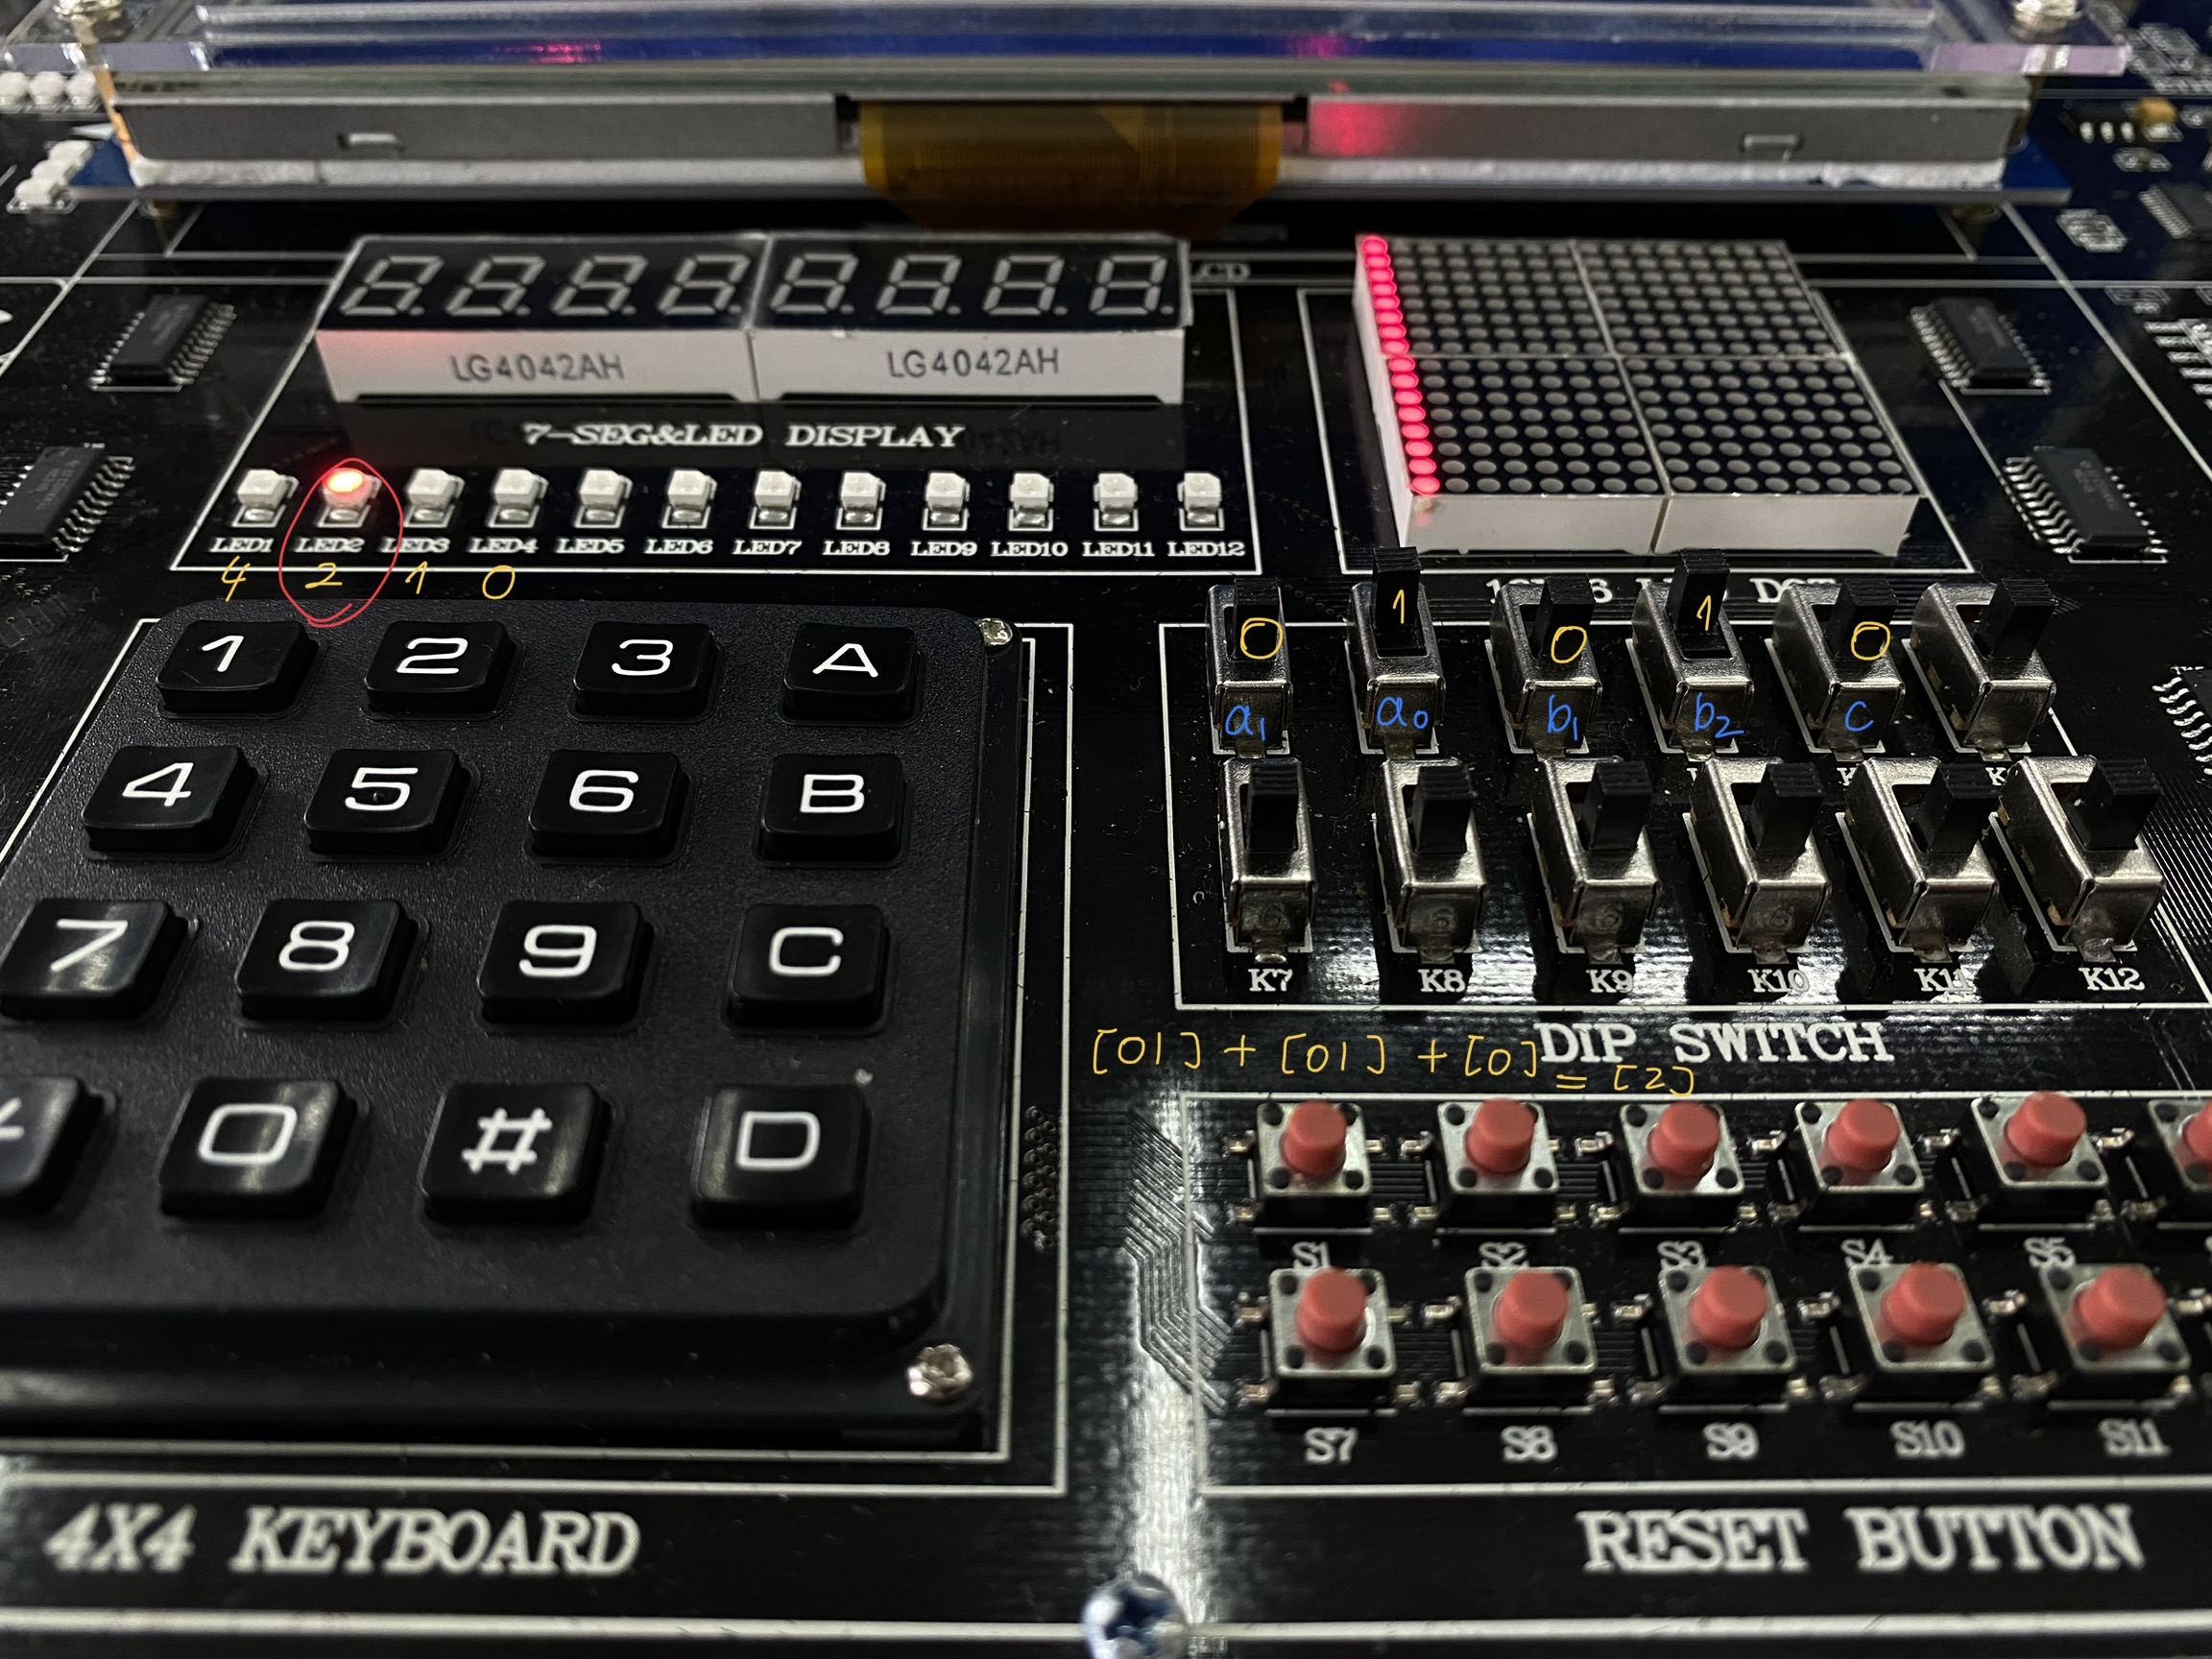 CD
LG4042AH LG4042AH
7-SEG&LED DISPLAY
LED1 LED2 LED3 LED4 LED5 LED6 LED7 LED8 LED9 LED10 LED11 LED12
4 2 1 0
0 1 0 1 0
a1 a0 b1 b2 c
1 2 3 A
4 5 6 B
7 8 9 C
0 # D
K7 K8 K9 K10 K11 K12
DIP SWITCH
[01] + [01] + [0] = [2]
S1 S2 S3 S4 S5
S7 S8 S9 S10 S11
4X4 KEYBOARD
RESET BUTTON